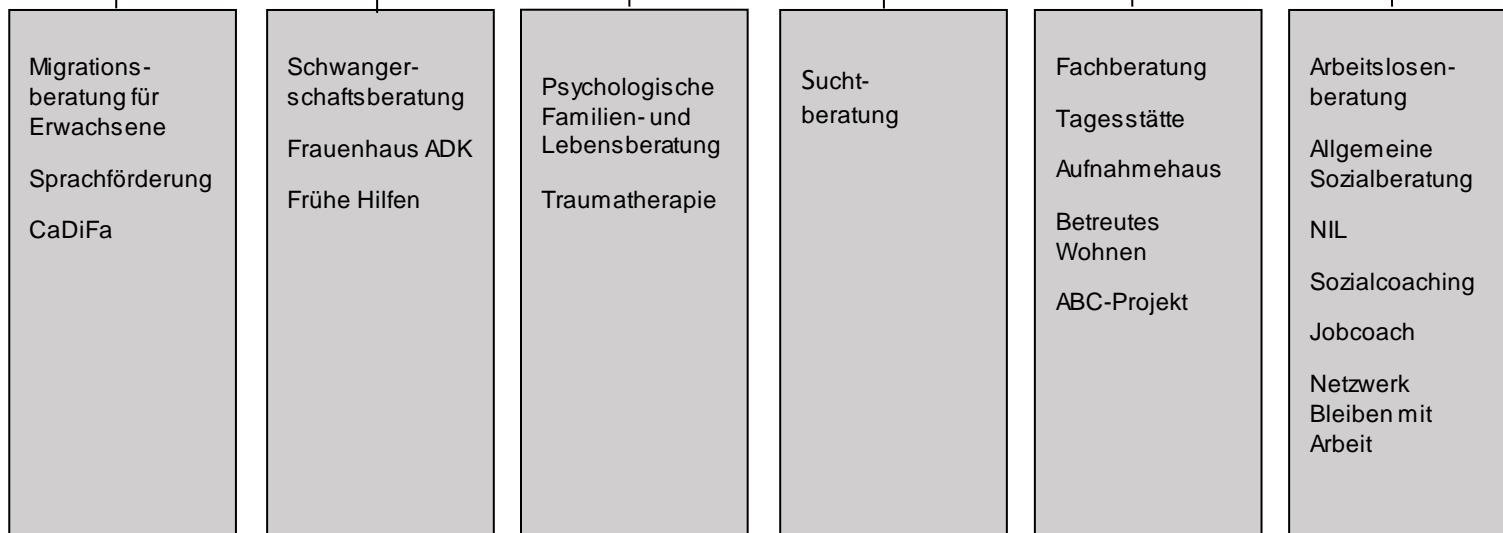 Migrations-
beratung für
Erwachsene
Sprachförderung
CaDiFa
Schwanger-
schaftsberatung
Frauenhaus ADK
Frühe Hilfen
Psychologische
Familien- und
Lebensberatung
Traumatherapie
Sucht-
beratung
Fachberatung
Tagesstätte
Aufnahmehaus
Betreutes
Wohnen
ABC-Projekt
Arbeitslosen-
beratung
Allgemeine
Sozialberatung
NIL
Sozialcoaching
Jobcoach
Netzwerk
Bleiben mit
Arbeit